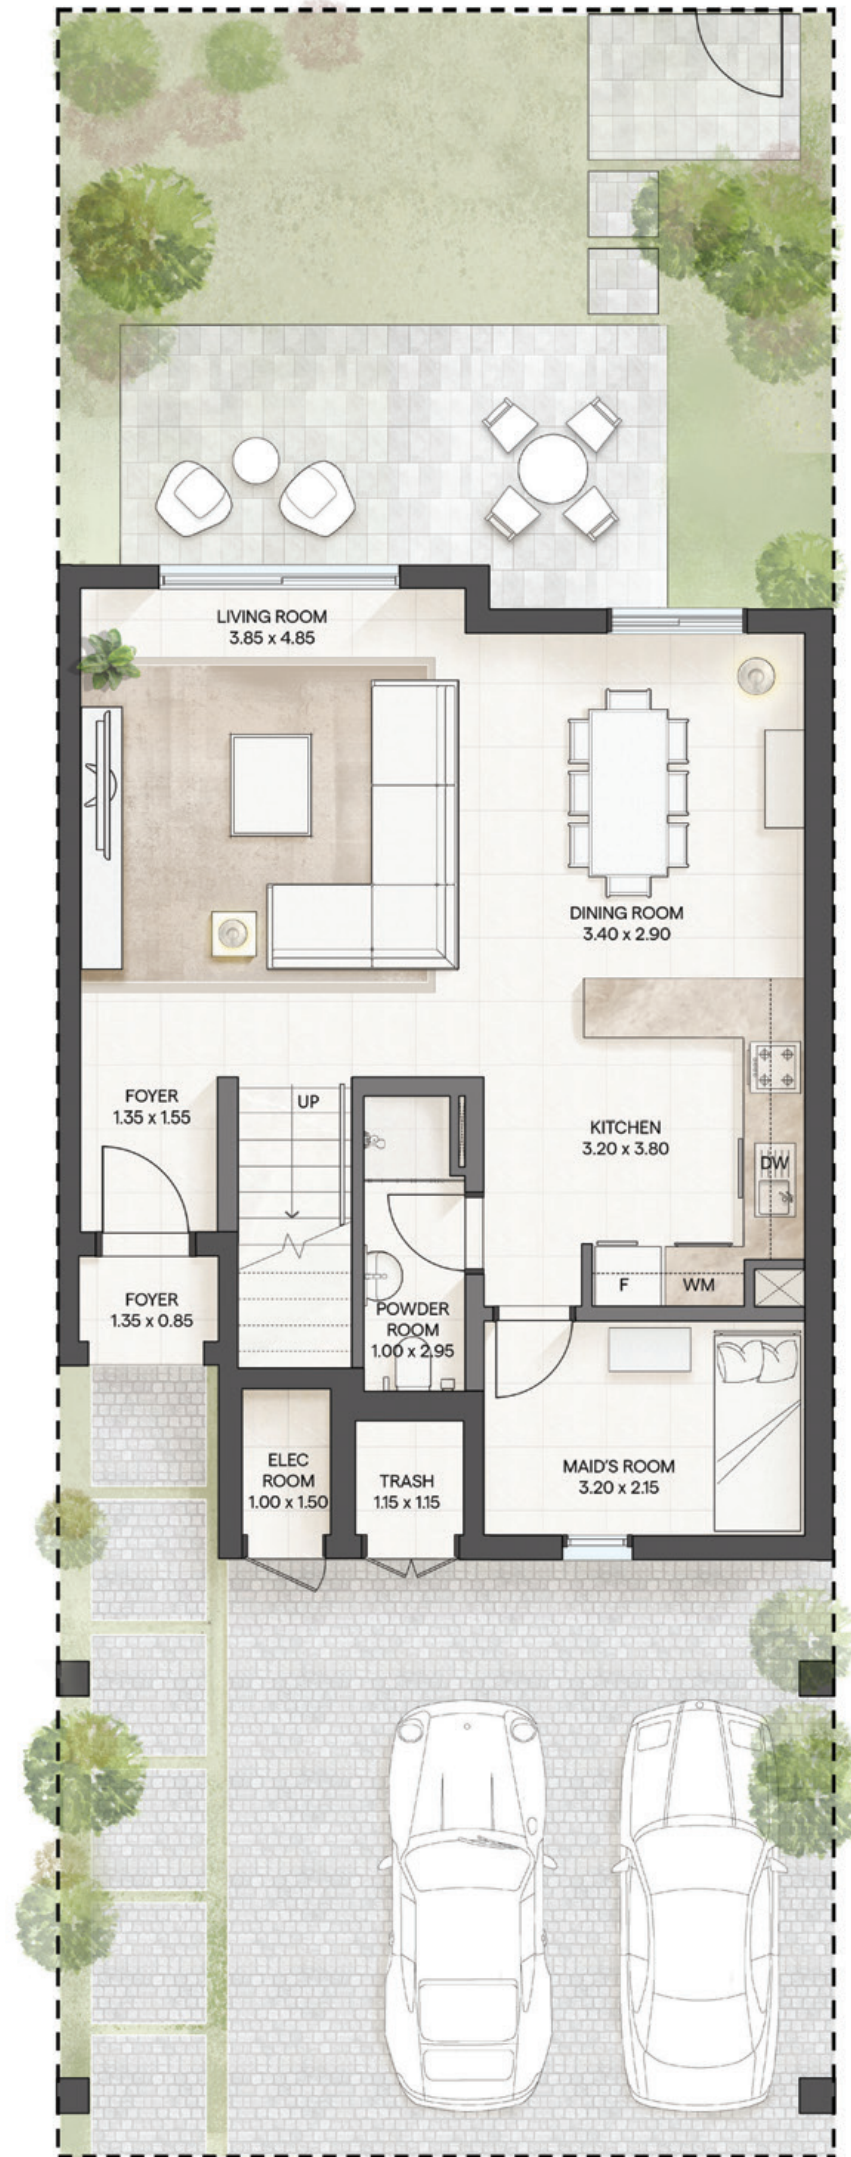 LIVING ROOM
3.85 x 4.85
DINING ROOM
3.40 x 2.90
FOYER
1.35 x 1.55
UP
KITCHEN
3.20 x 3.80
DW
F
WM
FOYER
1.35 x 0.85
POWDER
ROOM
1.00 x 2.95
ELEC
ROOM
1.00 x 1.50
TRASH
1.15 x 1.15
MAID'S ROOM
3.20 x 2.15